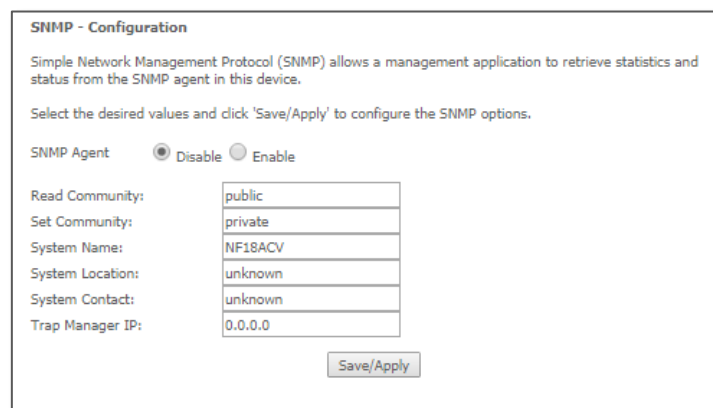 SNMP - Configuration
Simple Network Management Protocol (SNMP) allows a management application to retrieve statistics and
status from the SNMP agent in this device.
Select the desired values and click 'Save/Apply' to configure the SNMP options.
SNMP Agent Disable Enable
Read Community: public
Set Community: private
System Name: NF18ACV
System Location: unknown
System Contact: unknown
Trap Manager IP: 0.0.0.0
Save/Apply